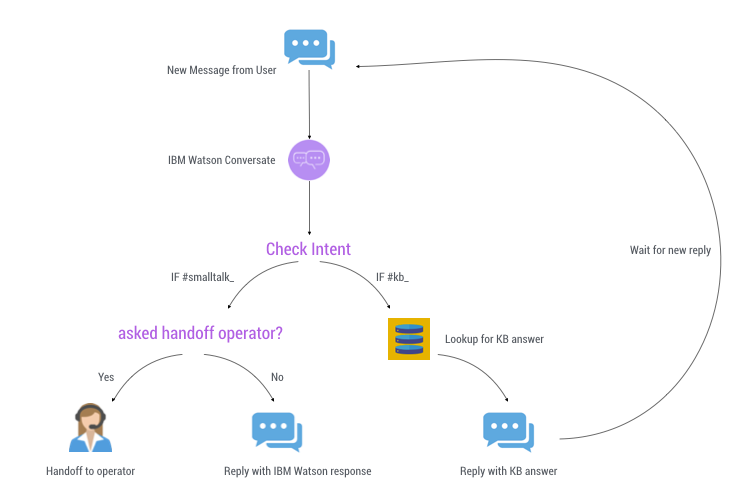 New Message from User
IBM Watson Conversate
Check Intent
Wait for new reply
IF #smalltalk_
IF #kb_
asked handoff operator?
Lookup for KB answer
Yes
No
Handoff to operator
Reply with IBM Watson response
Reply with KB answer